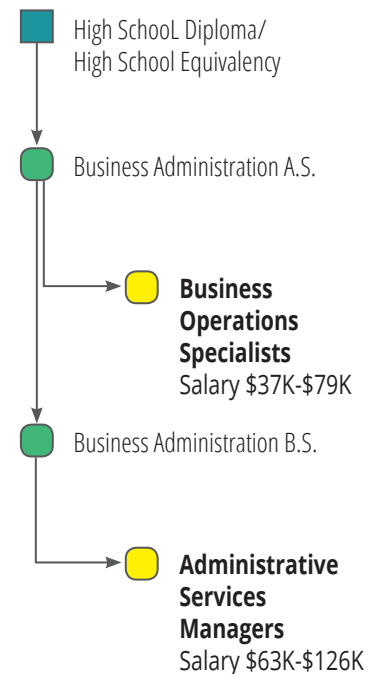 High SchooL Diploma/
High School Equivalency
Business Administration A.S.
Business
Operations
Specialists
Salary $37K-$79K
Business Administration B.S.
Administrative
Services
Managers
Salary $63K-$126K